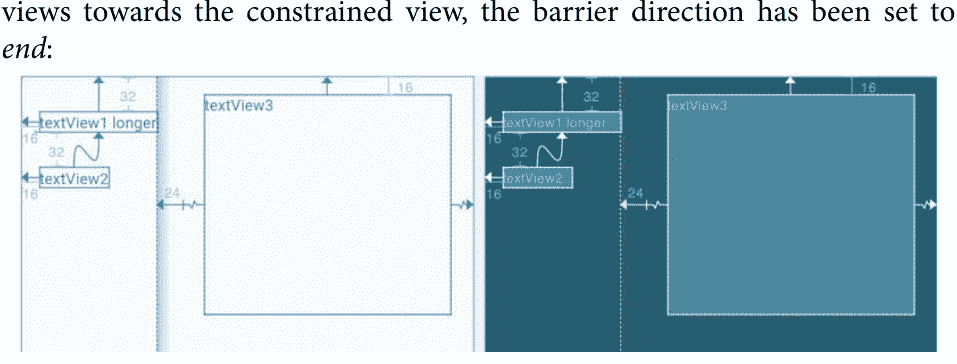 views towards the constrained view, the barrier direction has been set to
end:
32
16
textView3
textView1 longer
16
32
textView2
16
24
32
16
textView3
textView1 longer
16
32
textView2
16
24